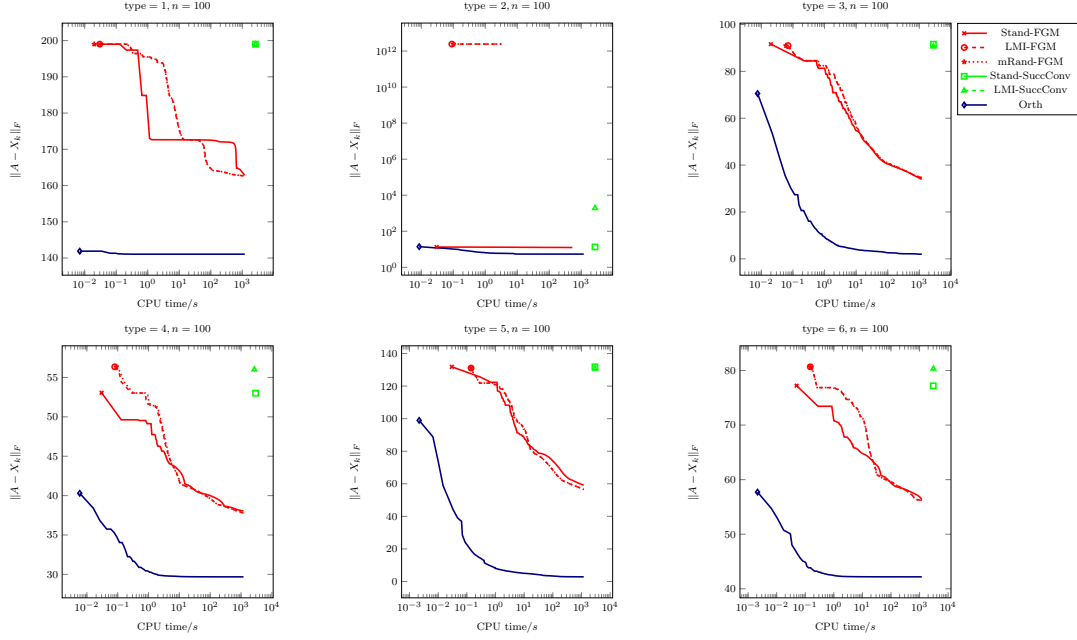 type = 1, n = 100
type = 2, n = 100
type = 3, n = 100
∥A − X_k∥_F
200
190
180
170
160
150
140
10^−2 10^−1 10^0 10^1 10^2 10^3 10^4
CPU time/s
∥A − X_k∥_F
10^12
10^10
10^8
10^6
10^4
10^2
10^0
10^−2 10^−1 10^0 10^1 10^2 10^3 10^4
CPU time/s
∥A − X_k∥_F
100
80
60
40
20
0
10^−2 10^−1 10^0 10^1 10^2 10^3 10^4
CPU time/s
Stand-FGM
LMI-FGM
mRand-FGM
Stand-SuccConv
LMI-SuccConv
Orth
type = 4, n = 100
type = 5, n = 100
type = 6, n = 100
∥A − X_k∥_F
55
50
45
40
35
30
10^−2 10^−1 10^0 10^1 10^2 10^3 10^4
CPU time/s
∥A − X_k∥_F
140
120
100
80
60
40
20
0
10^−3 10^−2 10^−1 10^0 10^1 10^2 10^3 10^4
CPU time/s
∥A − X_k∥_F
80
70
60
50
40
10^−3 10^−2 10^−1 10^0 10^1 10^2 10^3 10^4
CPU time/s